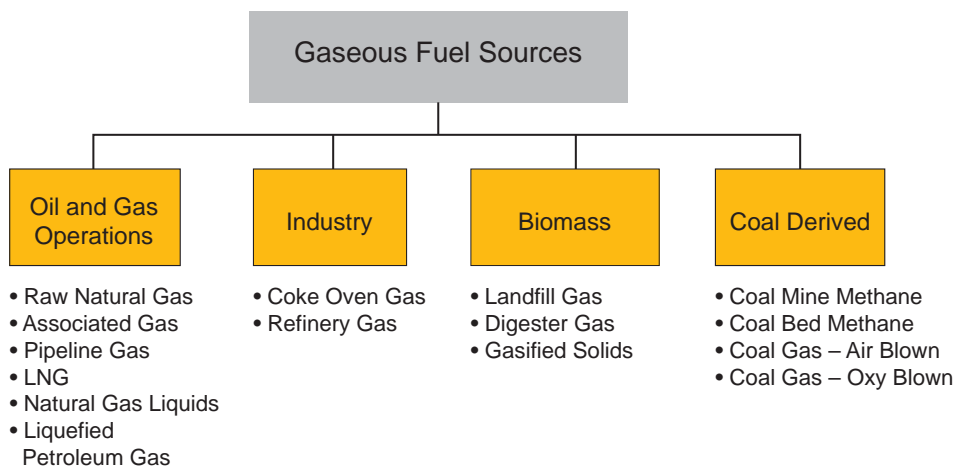 Gaseous Fuel Sources
Oil and Gas
Operations
Industry
Biomass
Coal Derived
• Raw Natural Gas
• Associated Gas
• Pipeline Gas
• LNG
• Natural Gas Liquids
• Liquefied
Petroleum Gas
• Coke Oven Gas
• Refinery Gas
• Landfill Gas
• Digester Gas
• Gasified Solids
• Coal Mine Methane
• Coal Bed Methane
• Coal Gas – Air Blown
• Coal Gas – Oxy Blown